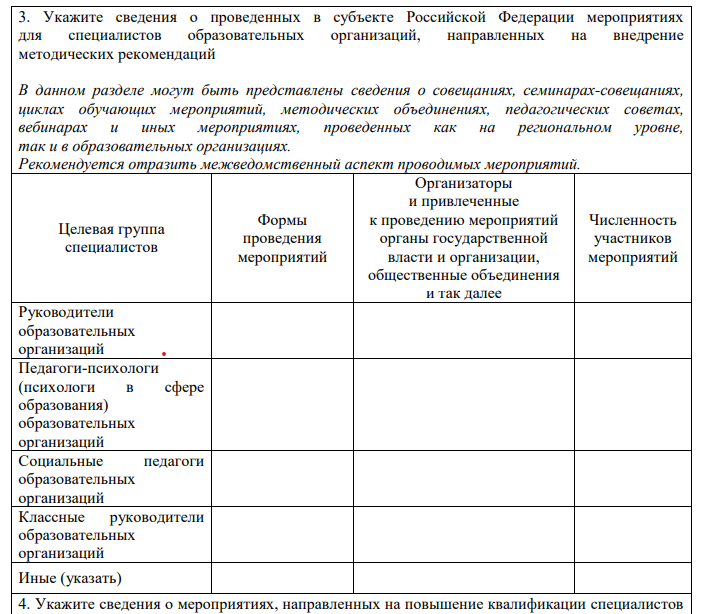 3. Укажите сведения о проведенных в субъекте Российской Федерации мероприятиях
для специалистов образовательных организаций, направленных на внедрение
методических рекомендаций
В данном разделе могут быть представлены сведения о совещаниях, семинарах-совещаниях,
циклах обучающих мероприятий, методических объединениях, педагогических советах,
вебинарах и иных мероприятиях, проведенных как на региональном уровне,
так и в образовательных организациях.
Рекомендуется отразить межведомственный аспект проводимых мероприятий.
Целевая группа
специалистов
Формы
проведения
мероприятий
Организаторы
и привлеченные
к проведению мероприятий
органы государственной
власти и организации,
общественные объединения
и так далее
Численность
участников
мероприятий
Руководители
образовательных
организаций
Педагоги-психологи
(психологи в сфере
образования)
образовательных
организаций
Социальные педагоги
образовательных
организаций
Классные руководители
образовательных
организаций
Иные (указать)
4. Укажите сведения о мероприятиях, направленных на повышение квалификации специалистов